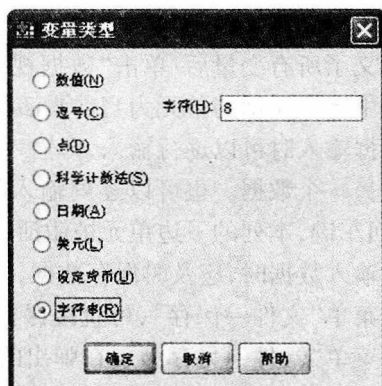 变量类型
数值(N)
逗号(C)
字符(H): 8
点(D)
科学计数法(S)
日期(A)
美元(L)
设定货币(U)
字符串(R)
确定 取消 帮助